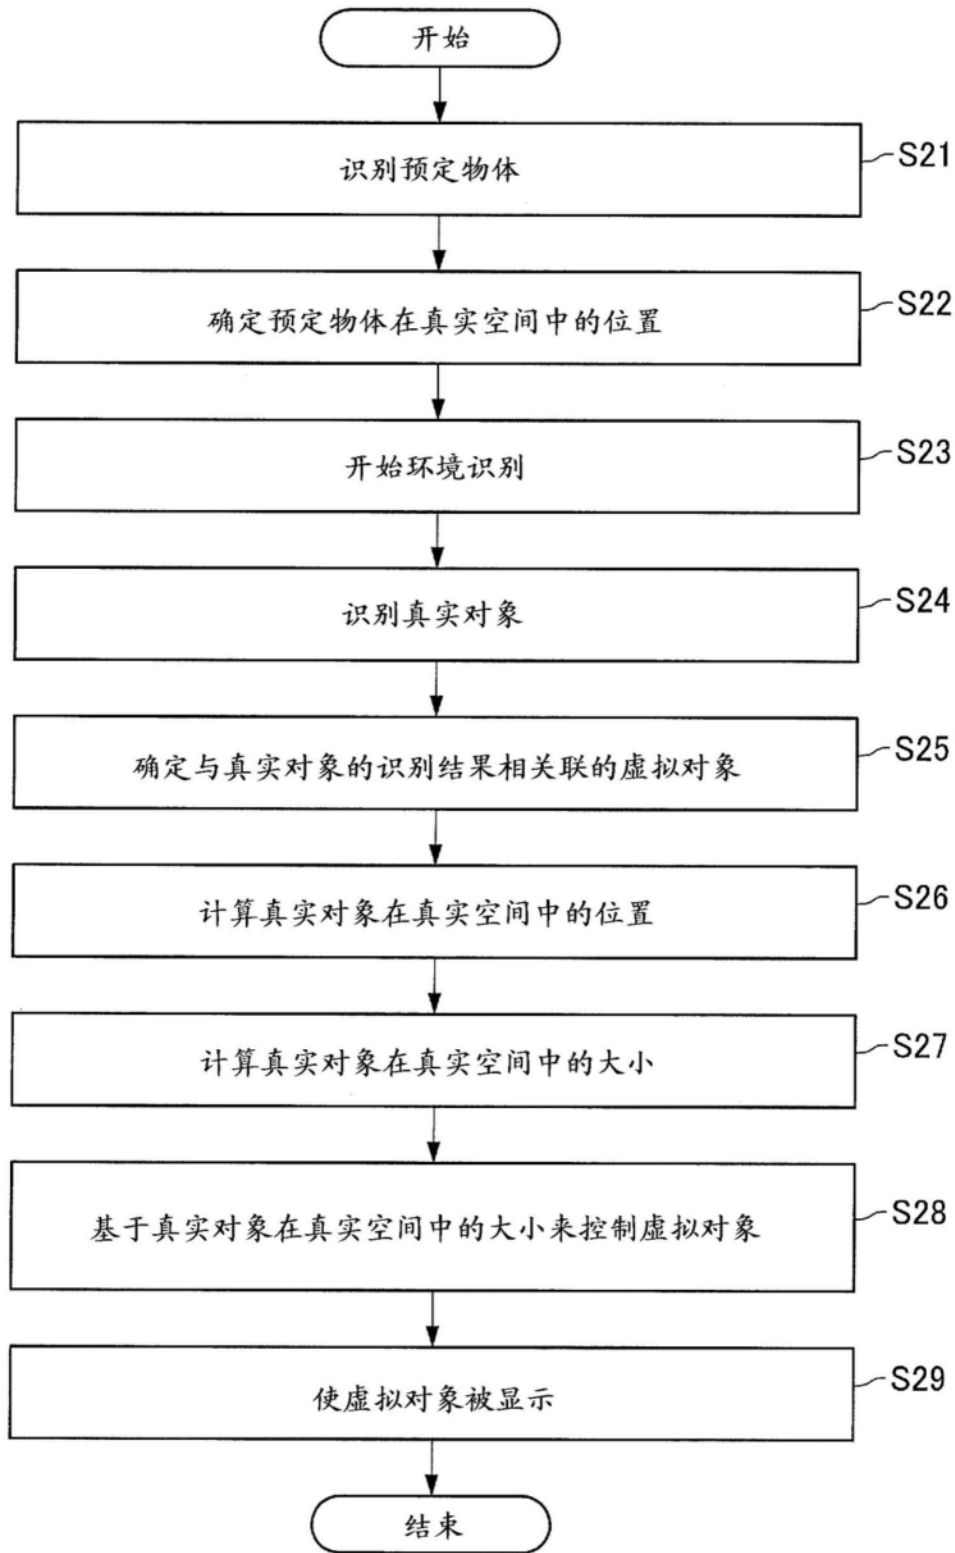 开始
识别预定物体
S21
确定预定物体在真实空间中的位置
S22
开始环境识别
S23
识别真实对象
S24
确定与真实对象的识别结果相关联的虚拟对象
S25
计算真实对象在真实空间中的位置
S26
计算真实对象在真实空间中的大小
S27
基于真实对象在真实空间中的大小来控制虚拟对象
S28
使虚拟对象被显示
S29
结束